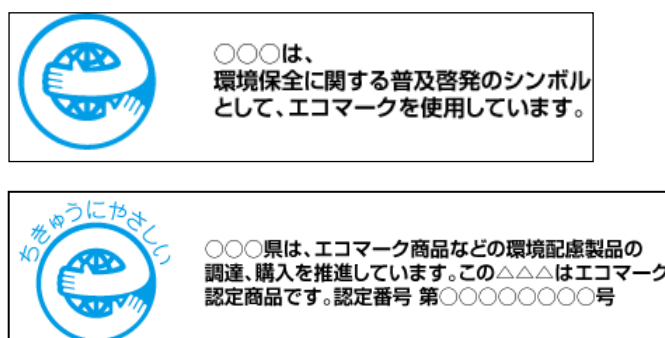 ○○○は、
環境保全に関する普及啓発のシンボル
として、エコマークを使用しています。
ちきゅうにやさしい
○○○県は、エコマーク商品などの環境配慮製品の
調達、購入を推進しています。この△△△はエコマーク
認定商品です。認定番号 第○○○○○○○○号